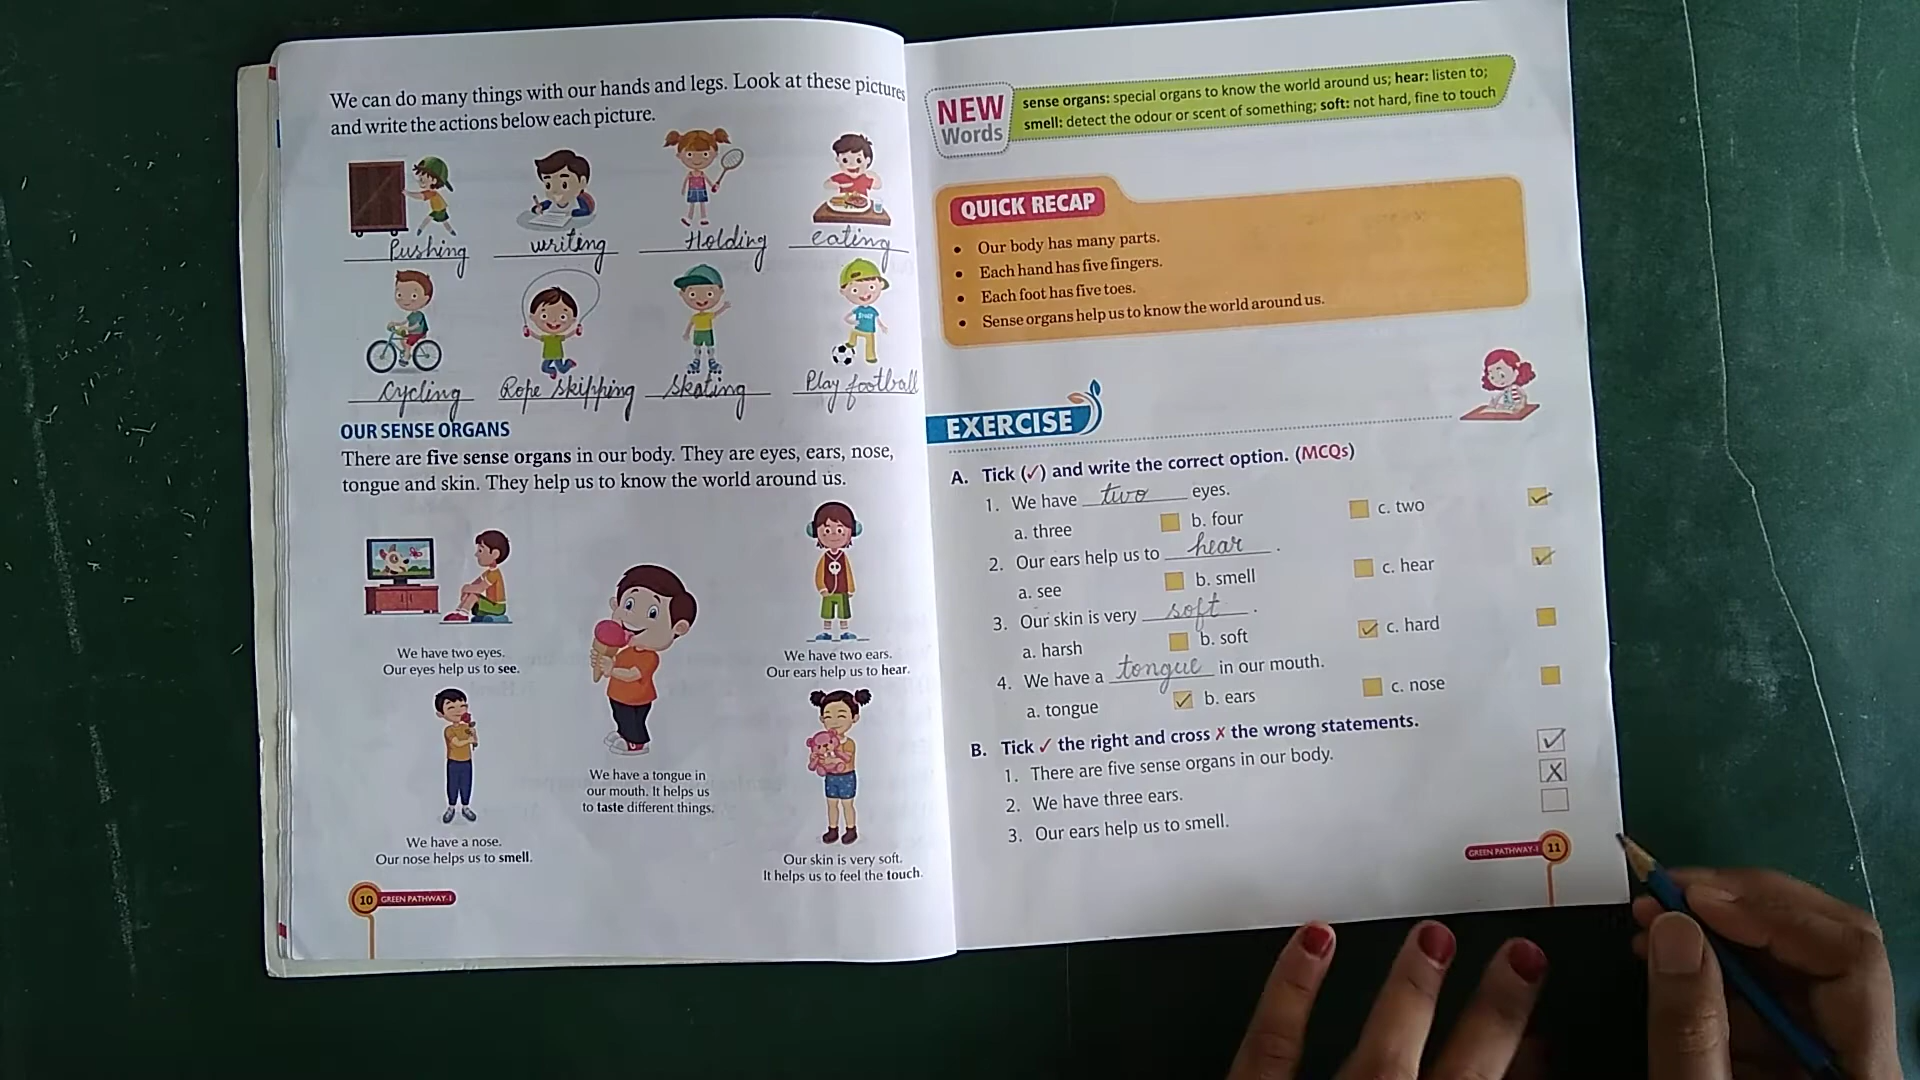 We can do many things with our hands and legs. Look at these pictures
and write the actions below each picture.
Pushing writing Holding eating
Cycling Rope skipping skating Play football
OUR SENSE ORGANS
There are five sense organs in our body. They are eyes, ears, nose,
tongue and skin. They help us to know the world around us.
We have two eyes.
Our eyes help us to see.
We have two ears.
Our ears help us to hear.
We have a tongue in
our mouth. It helps us
to taste different things.
We have a nose.
Our nose helps us to smell.
Our skin is very soft.
It helps us to feel the touch.
10 GREEN PATHWAY-1
NEW
Words
sense organs: special organs to know the world around us; hear: listen to;
smell: detect the odour or scent of something; soft: not hard, fine to touch
QUICK RECAP
• Our body has many parts.
• Each hand has five fingers.
• Each foot has five toes.
• Sense organs help us to know the world around us.
EXERCISE
A. Tick (✓) and write the correct option. (MCQs)
1. We have two eyes.
a. three b. four c. two ✓
2. Our ears help us to hear.
a. see b. smell c. hear ✓
3. Our skin is very soft.
a. harsh b. soft ✓ c. hard
4. We have a tongue in our mouth.
a. tongue ✓ b. ears c. nose
B. Tick ✓ the right and cross ✗ the wrong statements.
1. There are five sense organs in our body. ✓
2. We have three ears. X
3. Our ears help us to smell.
GREEN PATHWAY-1 11